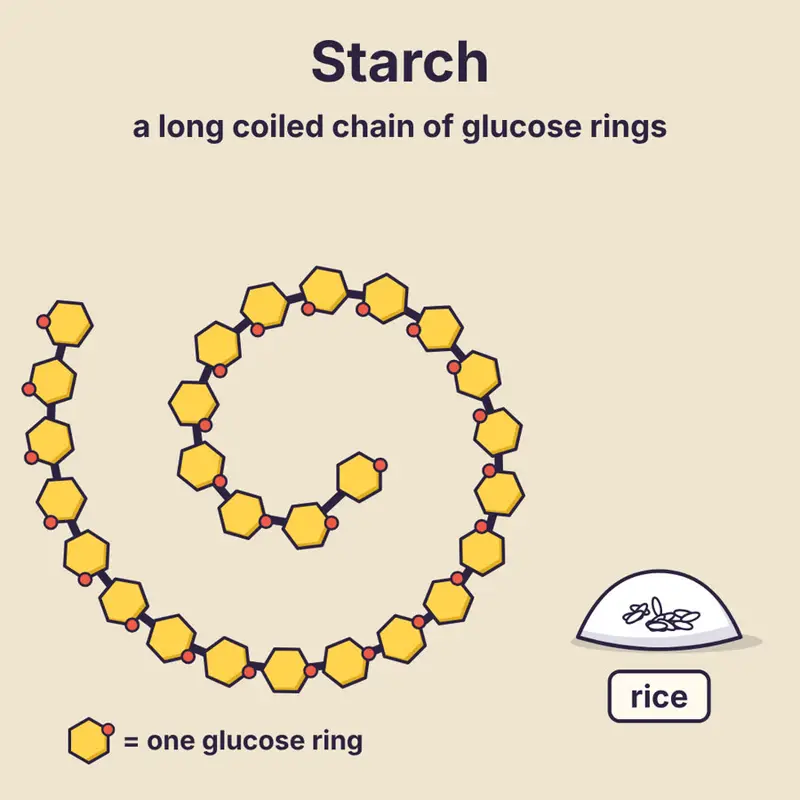 Starch
a long coiled chain of glucose rings
rice
= one glucose ring